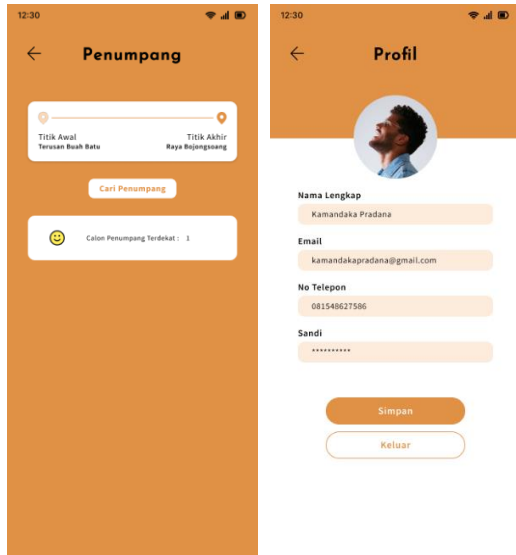 12:30
Penumpang
Titik Awal
Terusan Buah Batu
Titik Akhir
Raya Bojongsoang
Cari Penumpang
Calon Penumpang Terdekat : 1
12:30
Profil
Nama Lengkap
Kamandaka Pradana
Email
kamandakapradana@gmail.com
No Telepon
081548627586
Sandi
**********
Simpan
Keluar